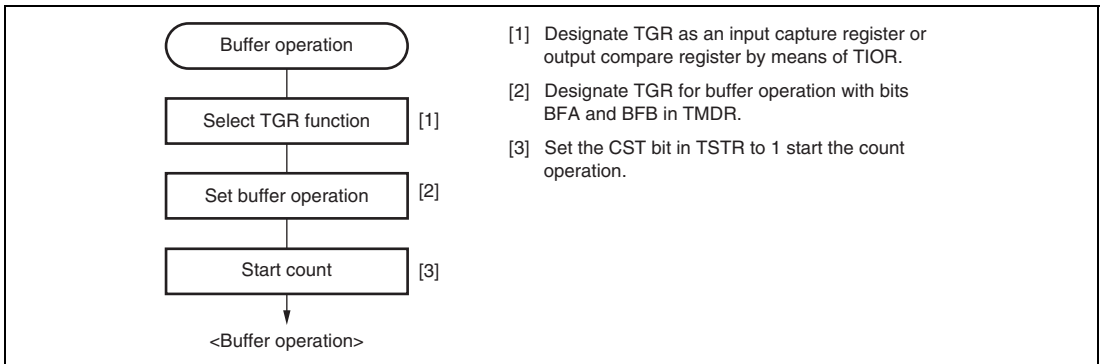 Buffer operation
Select TGR function
[1]
Set buffer operation
[2]
Start count
[3]
<Buffer operation>
[1] Designate TGR as an input capture register or
output compare register by means of TIOR.
[2] Designate TGR for buffer operation with bits
BFA and BFB in TMDR.
[3] Set the CST bit in TSTR to 1 start the count
operation.